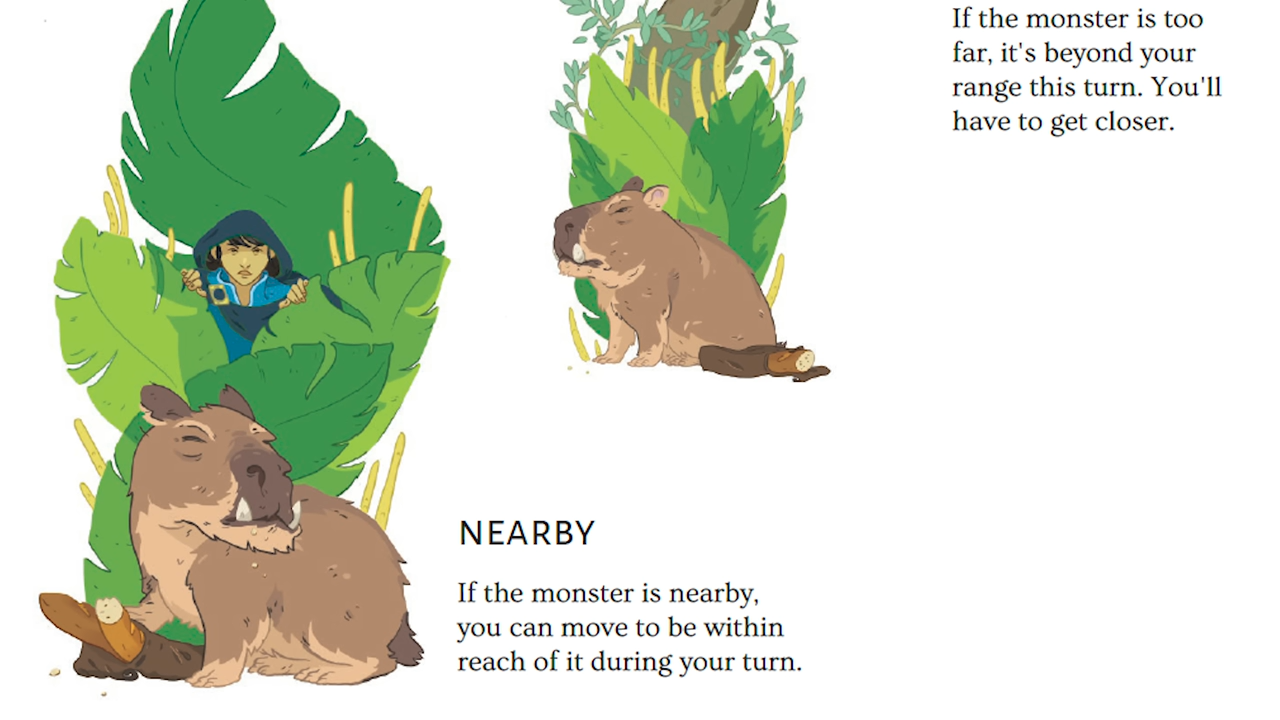 If the monster is too
far, it's beyond your
range this turn. You'll
have to get closer.
NEARBY
If the monster is nearby,
you can move to be within
reach of it during your turn.